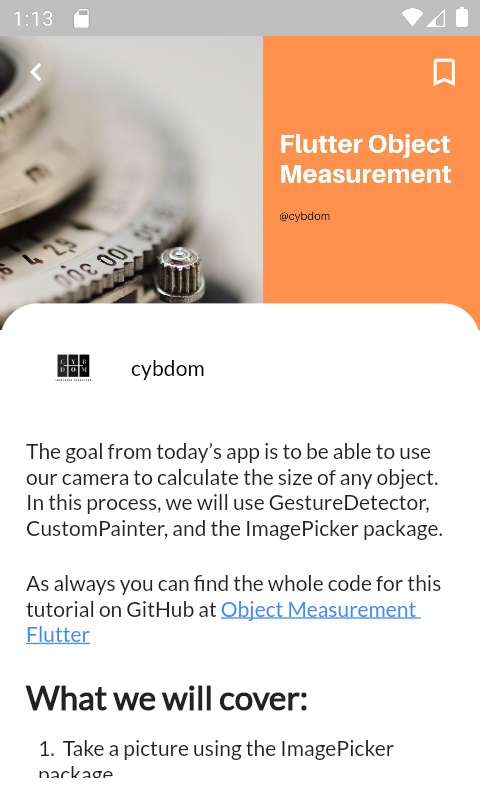 1:13
Flutter Object
Measurement
@cybdom
cybdom
The goal from today’s app is to be able to use
our camera to calculate the size of any object.
In this process, we will use GestureDetector,
CustomPainter, and the ImagePicker package.
As always you can find the whole code for this
tutorial on GitHub at Object Measurement
Flutter
What we will cover:
1. Take a picture using the ImagePicker
package